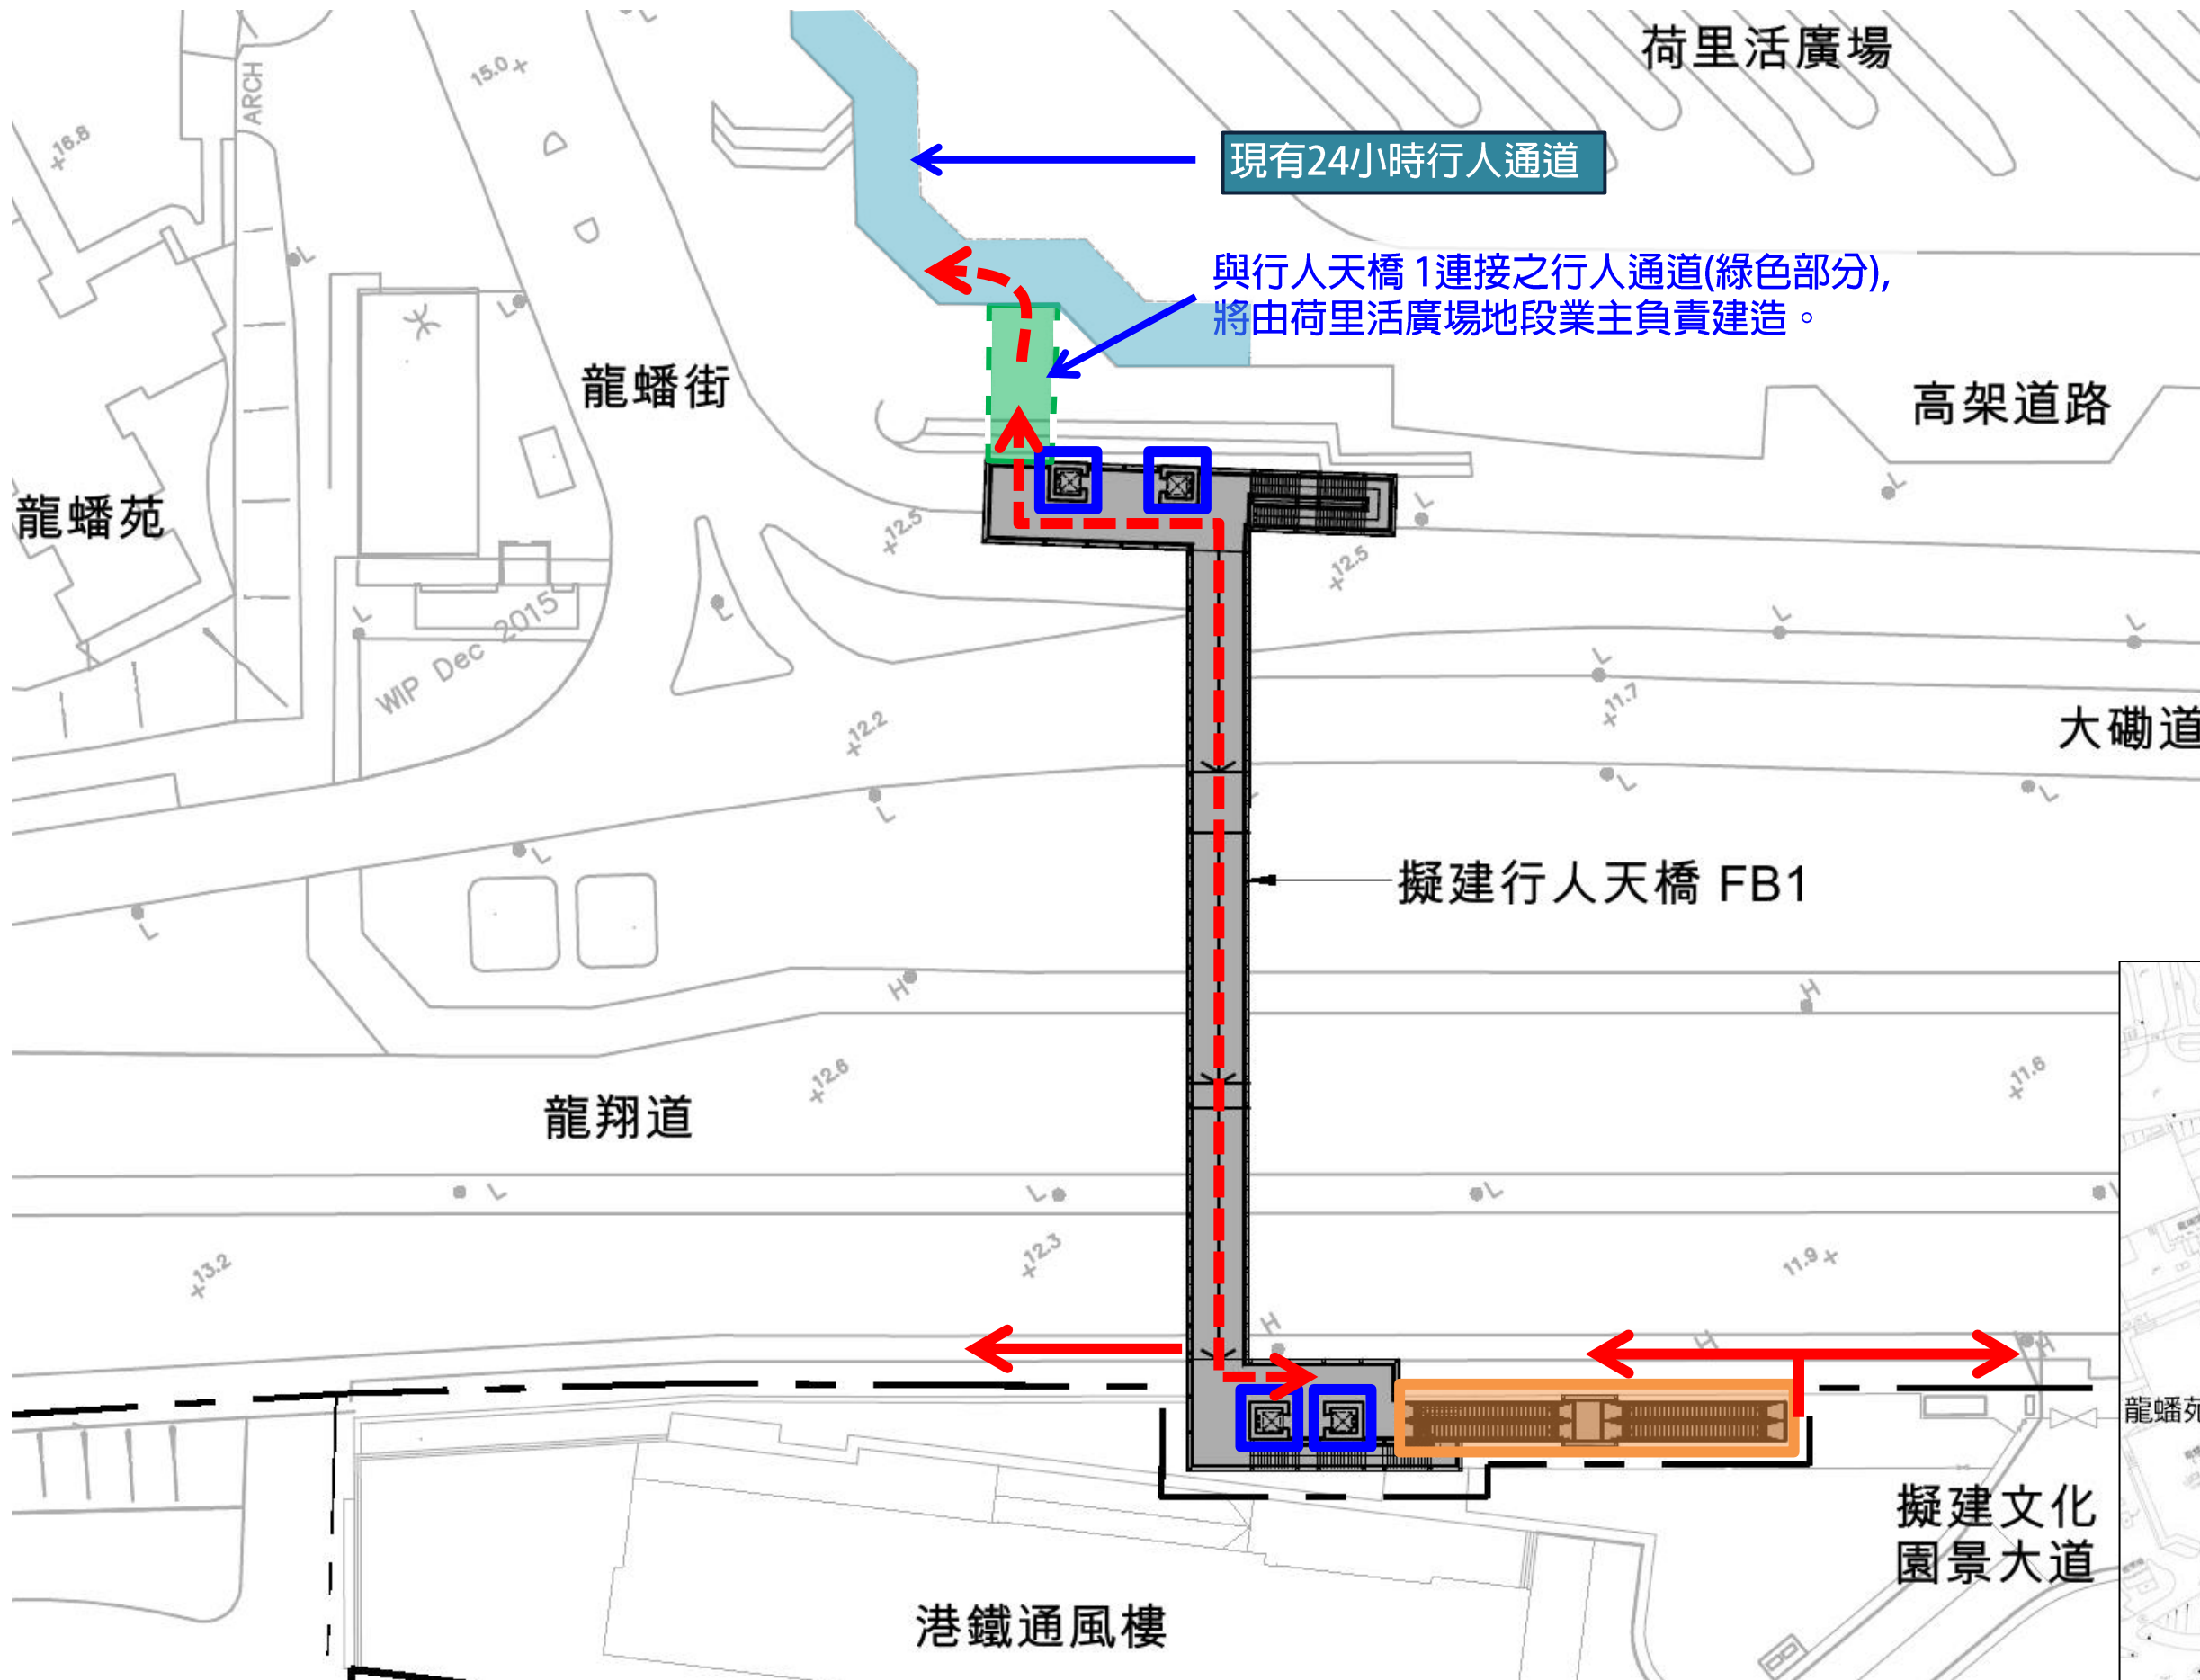 荷里活廣場
ARCH
15.0
16.8
現有24小時行人通道
與行人天橋 1連接之行人通道(綠色部分),
將由荷里活廣場地段業主負責建造。
L
L
龍蟠街
高架道路
龍蟠苑
L
L
12.5
12.5
L
L
L
L
L
WIP Dec 2015
11.7
12.2
大磡道
L
L
L
L
擬建行人天橋 FB1
L
H
H
12.6
11.6
龍翔道
L
L
L
13.2
12.3
11.9
H
H
H
龍蟠苑
擬建文化
園景大道
港鐵通風樓